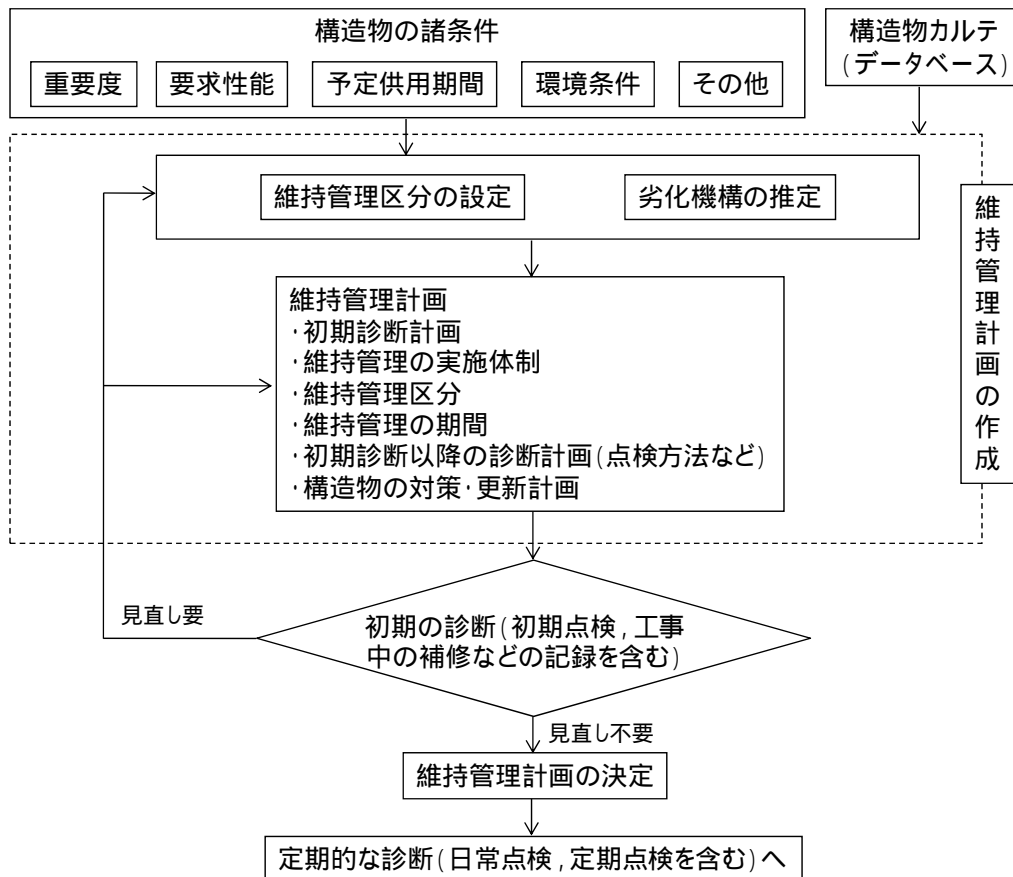 構造物の諸条件
重要度
要求性能
予定供用期間
環境条件
その他
構造物カルテ
(データベース)
維持管理区分の設定
劣化機構の推定
維持管理計画の作成
維持管理計画
・初期診断計画
・維持管理の実施体制
・維持管理区分
・維持管理の期間
・初期診断以降の診断計画(点検方法など)
・構造物の対策・更新計画
見直し要
初期の診断(初期点検,工事
中の補修などの記録を含む)
見直し不要
維持管理計画の決定
定期的な診断(日常点検,定期点検を含む)へ